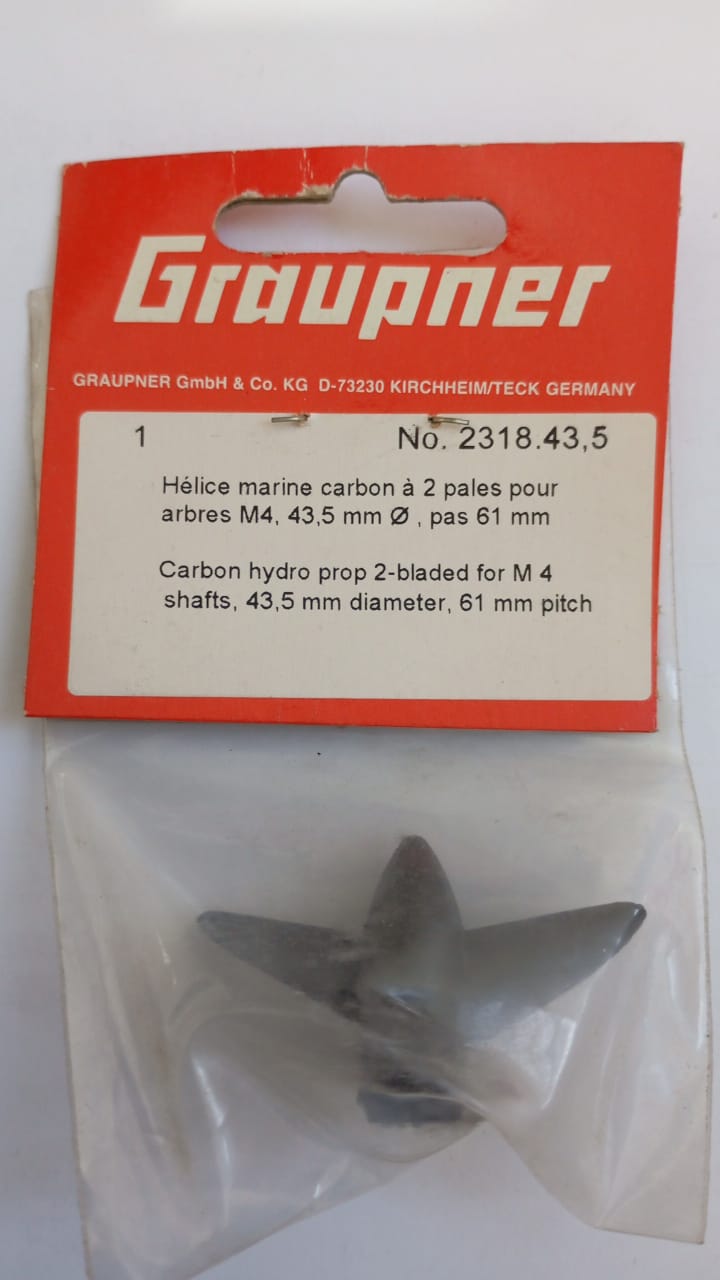 Graupner
GRAUPNER GmbH & Co. KG D-73230 KIRCHHEIM/TECK GERMANY
1 No. 2318.43,5
Hélice marine carbon à 2 pales pour
arbres M4, 43,5 mm Ø , pas 61 mm
Carbon hydro prop 2-bladed for M 4
shafts, 43,5 mm diameter, 61 mm pitch